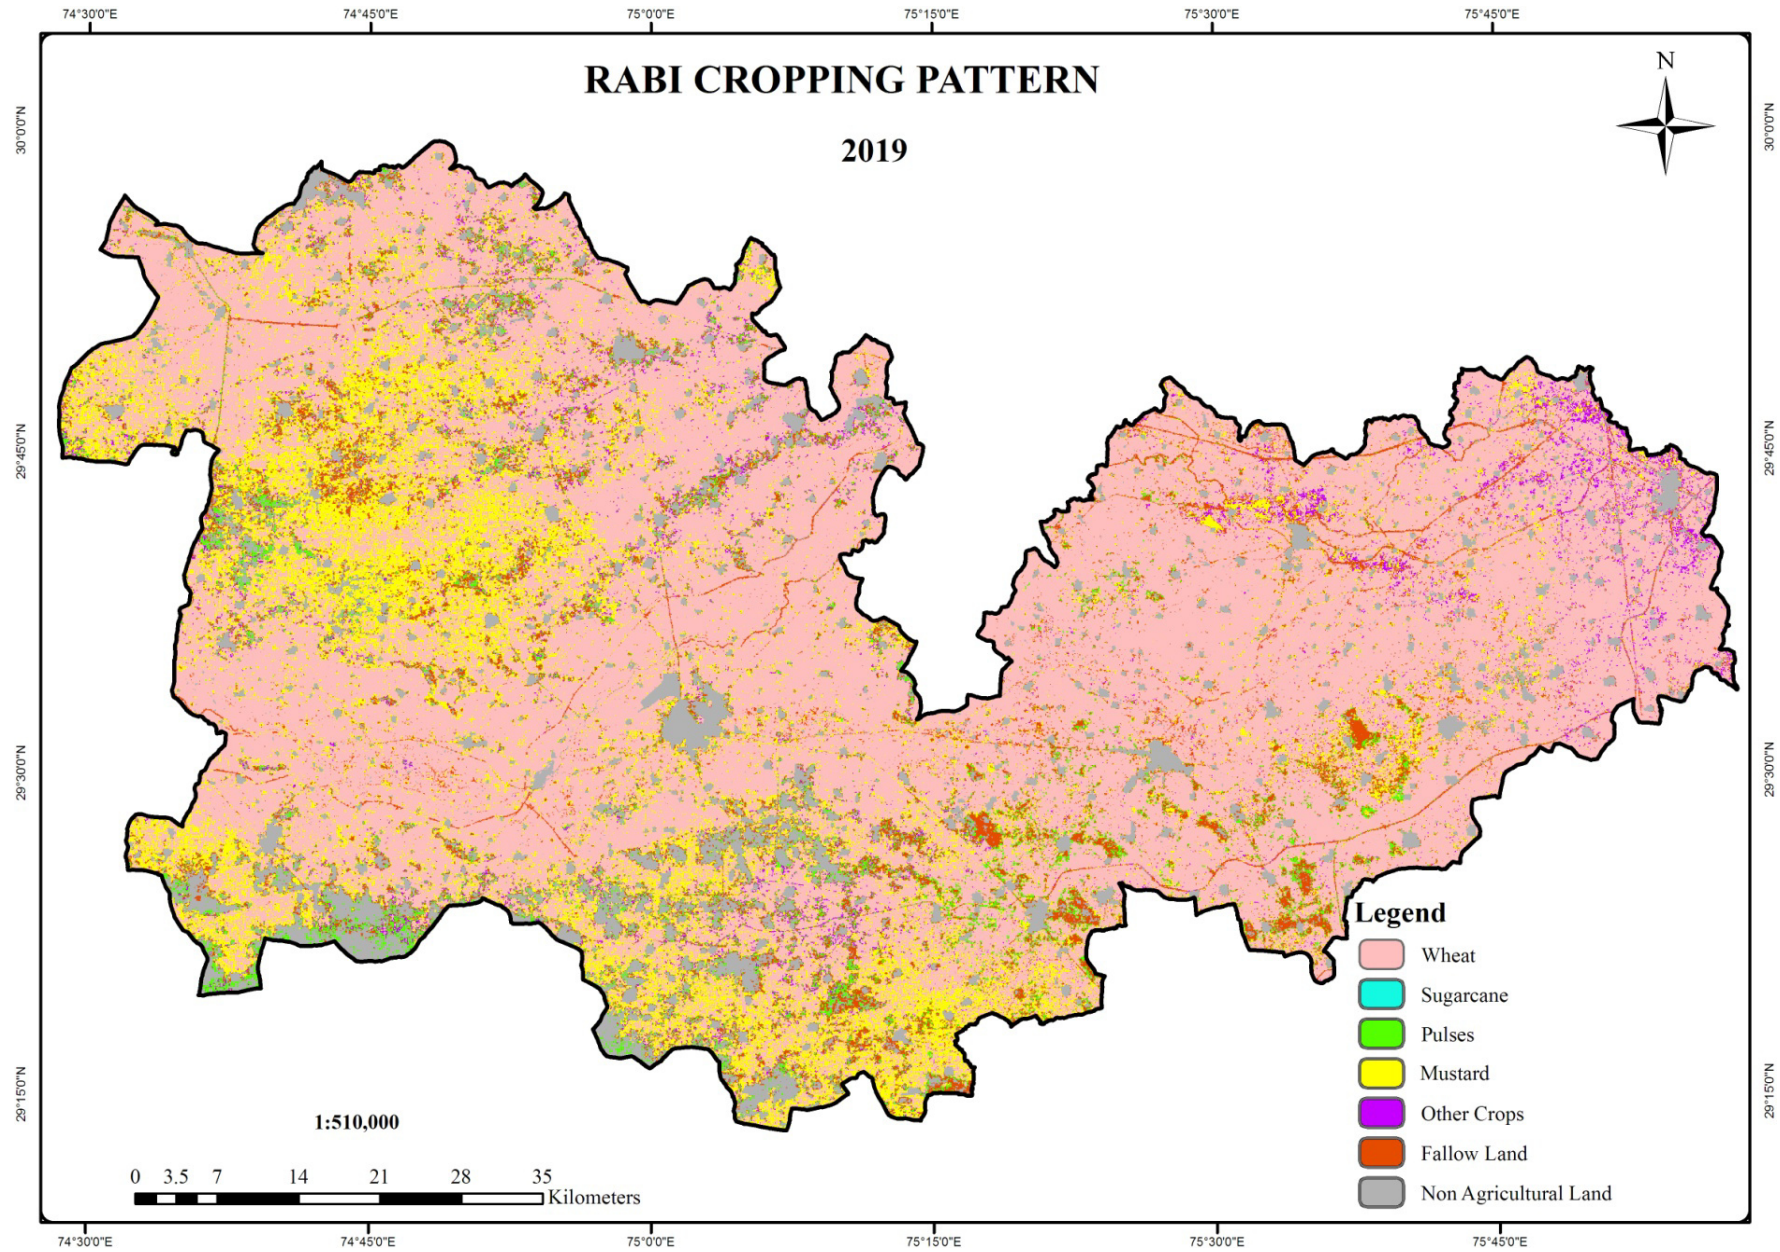 74°30'0"E 74°45'0"E 75°0'0"E 75°15'0"E 75°30'0"E 75°45'0"E
RABI CROPPING PATTERN
2019
N
30°0'0"N 30°0'0"N
29°45'0"N 29°45'0"N
29°30'0"N 29°30'0"N
29°15'0"N 29°15'0"N
Legend
Wheat
Sugarcane
Pulses
Mustard
Other Crops
Fallow Land
Non Agricultural Land
1:510,000
0 3.5 7 14 21 28 35
Kilometers
74°30'0"E 74°45'0"E 75°0'0"E 75°15'0"E 75°30'0"E 75°45'0"E